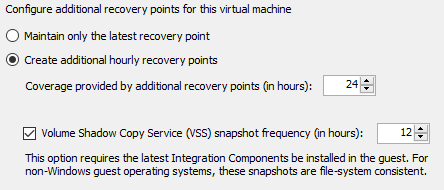 Configure additional recovery points for this virtual machine
Maintain only the latest recovery point
Create additional hourly recovery points
Coverage provided by additional recovery points (in hours): 24
Volume Shadow Copy Service (VSS) snapshot frequency (in hours): 12
This option requires the latest Integration Components be installed in the guest. For
non-Windows guest operating systems, these snapshots are file-system consistent.